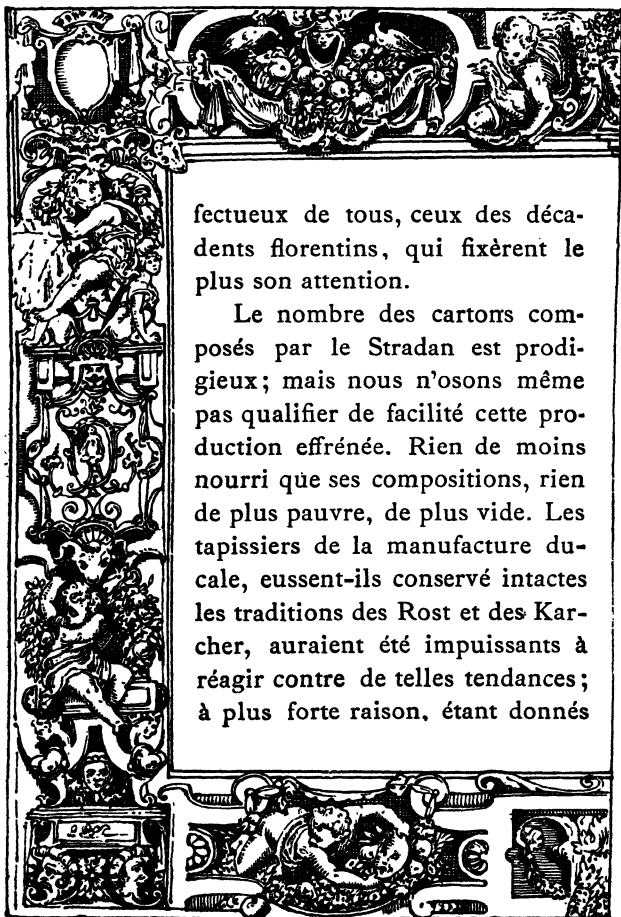 fectueux de tous, ceux des déca-
dents florentins, qui fixèrent le
plus son attention.
Le nombre des cartons com-
posés par le Stradan est prodi-
gieux; mais nous n'osons même
pas qualifier de facilité cette pro-
duction effrénée. Rien de moins
nourri que ses compositions, rien
de plus pauvre, de plus vide. Les
tapissiers de la manufacture du-
cale, eussent-ils conservé intactes
les traditions des Rost et des Kar-
cher, auraient été impuissants à
réagir contre de telles tendances;
à plus forte raison, étant donnés